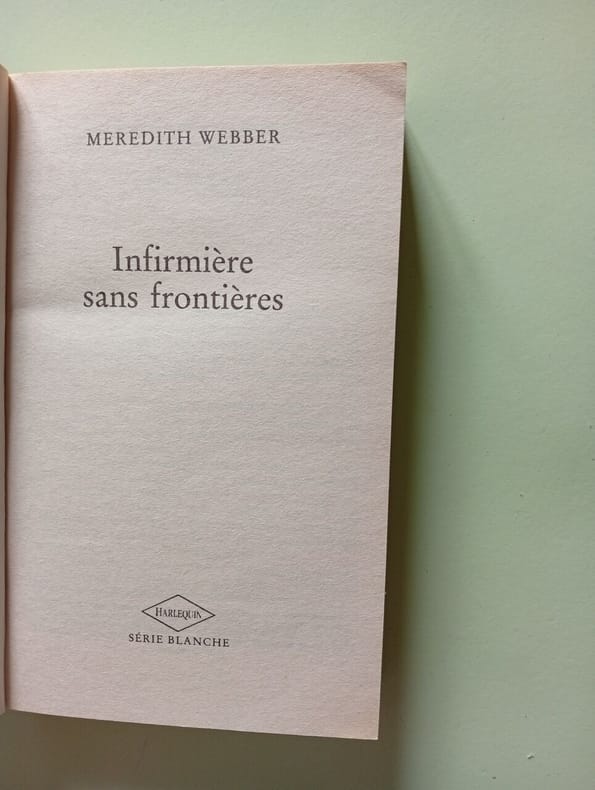 MEREDITH WEBBER
Infirmière
sans frontières
HARLEQUIN
SÉRIE BLANCHE